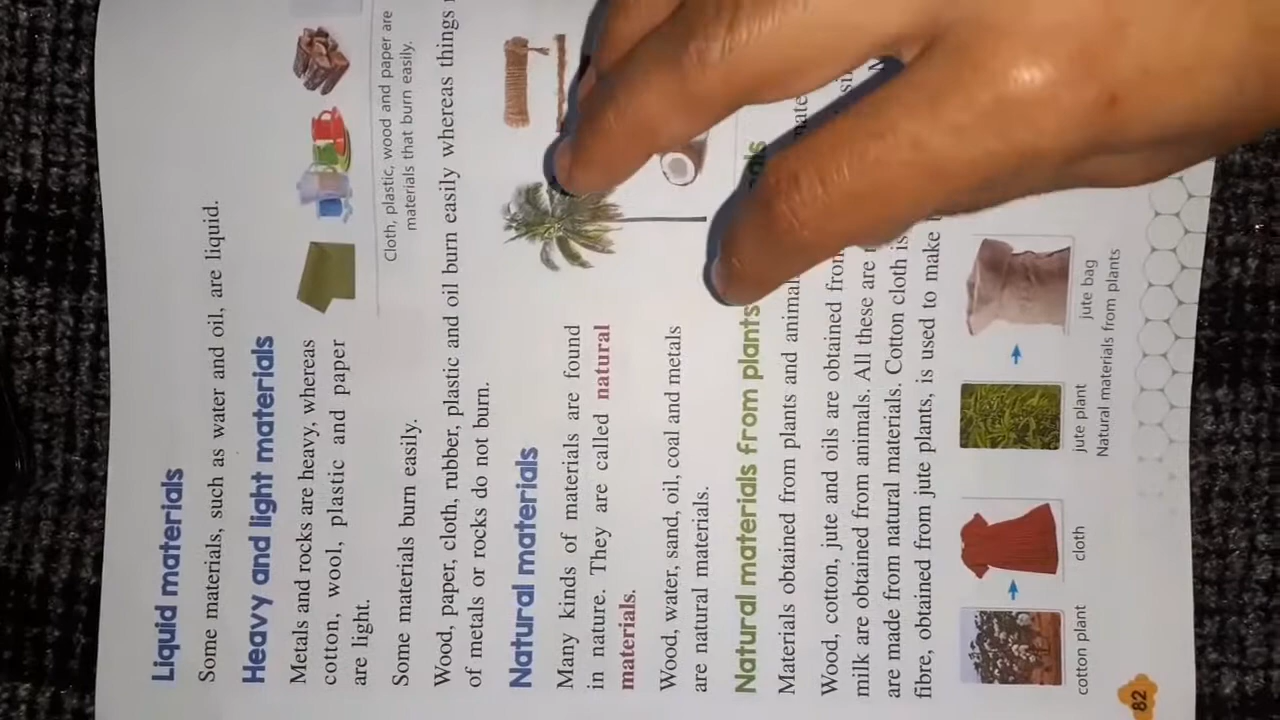 Liquid materials
Some materials, such as water and oil, are liquid.
Heavy and light materials
Metals and rocks are heavy, whereas
cotton, wool, plastic and paper
are light.
Cloth, plastic, wood and paper are
materials that burn easily.
Some materials burn easily.
Wood, paper, cloth, rubber, plastic and oil burn easily whereas things
of metals or rocks do not burn.
Natural materials
Many kinds of materials are found
in nature. They are called natural
materials.
Wood, water, sand, oil, coal and metals
are natural materials.
Natural materials from plants
Materials obtained from plants and
Wood, cotton, jute and oils are obtained
milk are obtained from animals. All these are
are made from natural materials. Cotton cloth is
fibre, obtained from jute plants, is used to make
cotton plant
cloth
jute plant
jute bag
Natural materials from plants
82